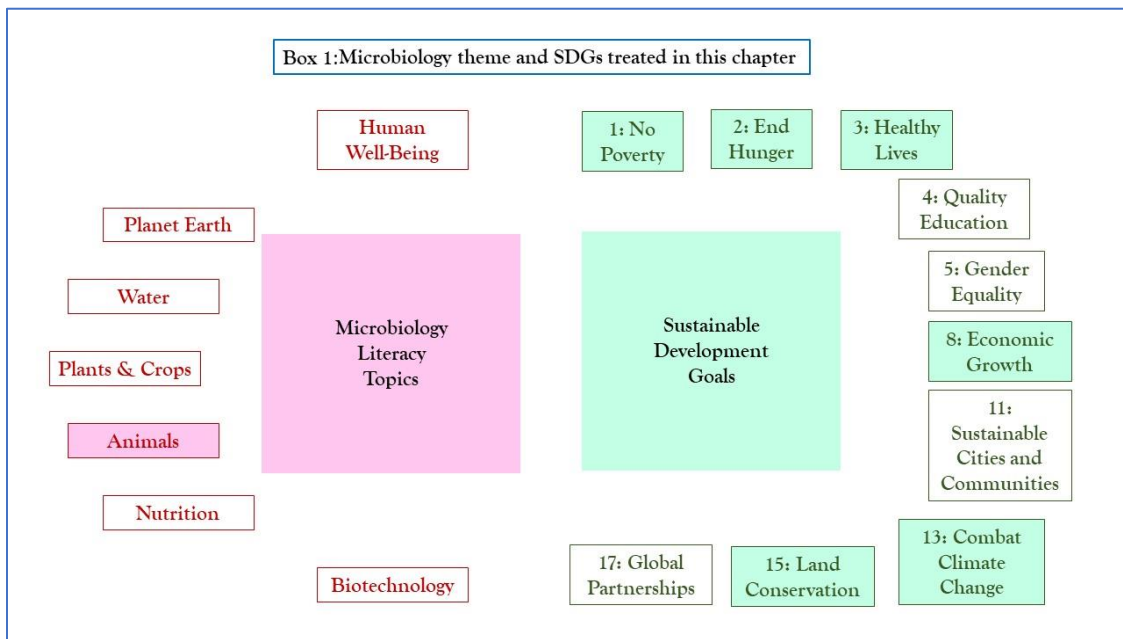 Box 1:Microbiology theme and SDGs treated in this chapter
Human
Well-Being
Planet Earth
Water
Plants & Crops
Animals
Nutrition
Biotechnology
Microbiology
Literacy
Topics
1: No
Poverty
2: End
Hunger
3: Healthy
Lives
4: Quality
Education
5: Gender
Equality
8: Economic
Growth
11:
Sustainable
Cities and
Communities
13: Combat
Climate
Change
15: Land
Conservation
17: Global
Partnerships
Sustainable
Development
Goals